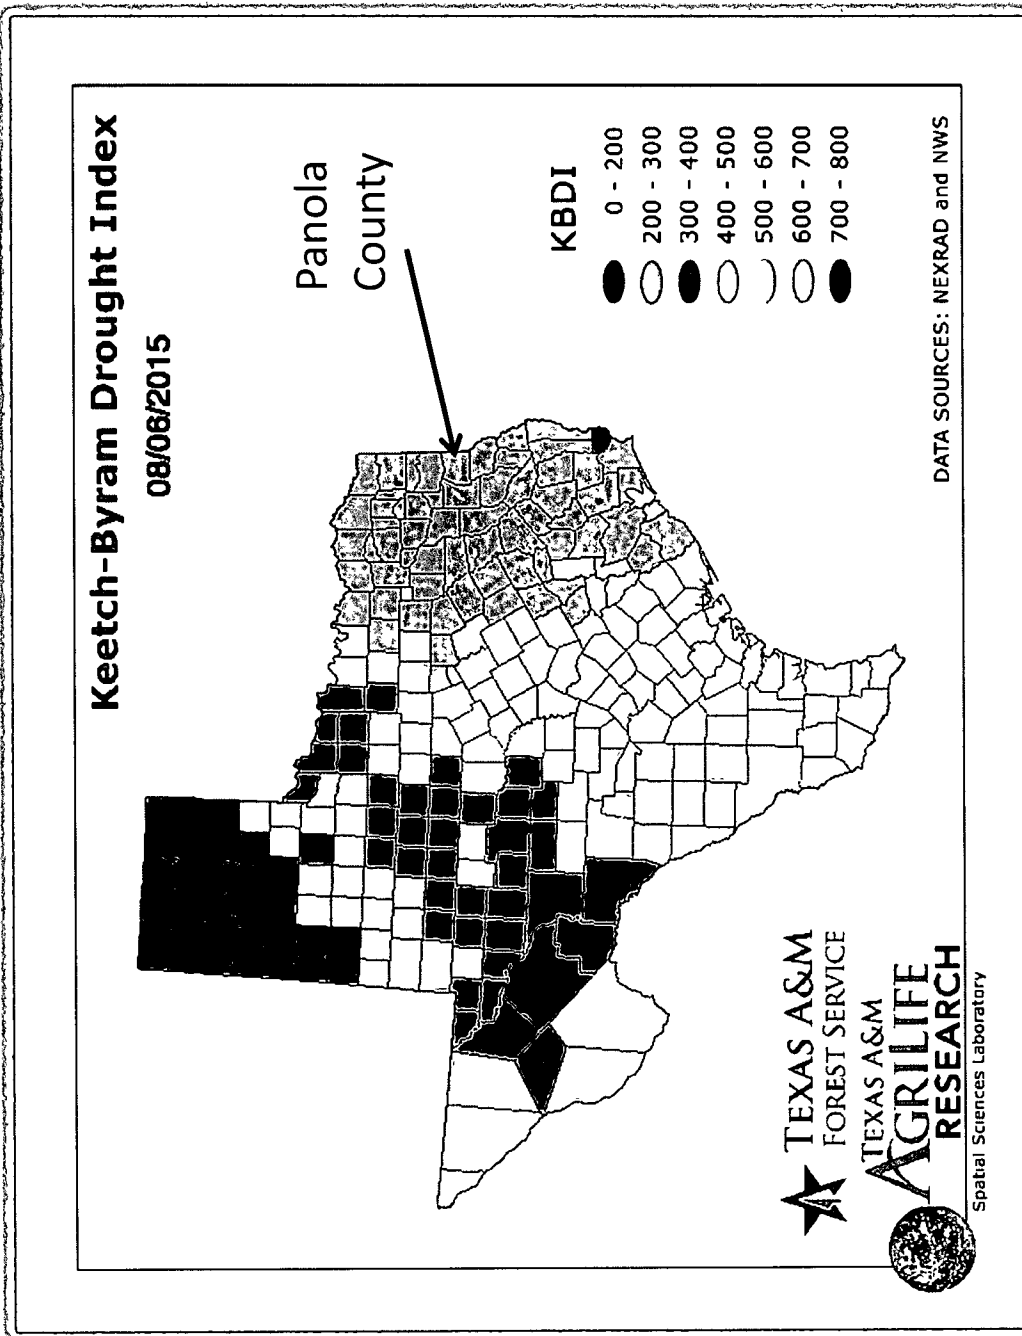 Keetch-Byram Drought Index
08/06/2015
Panola
County
KBDI
0 - 200
200 - 300
300 - 400
400 - 500
500 - 600
600 - 700
700 - 800
TEXAS A&M
FOREST SERVICE
TEXAS A&M
AGRILIFE
RESEARCH
Spatial Sciences Laboratory
DATA SOURCES: NEXRAD and NWS